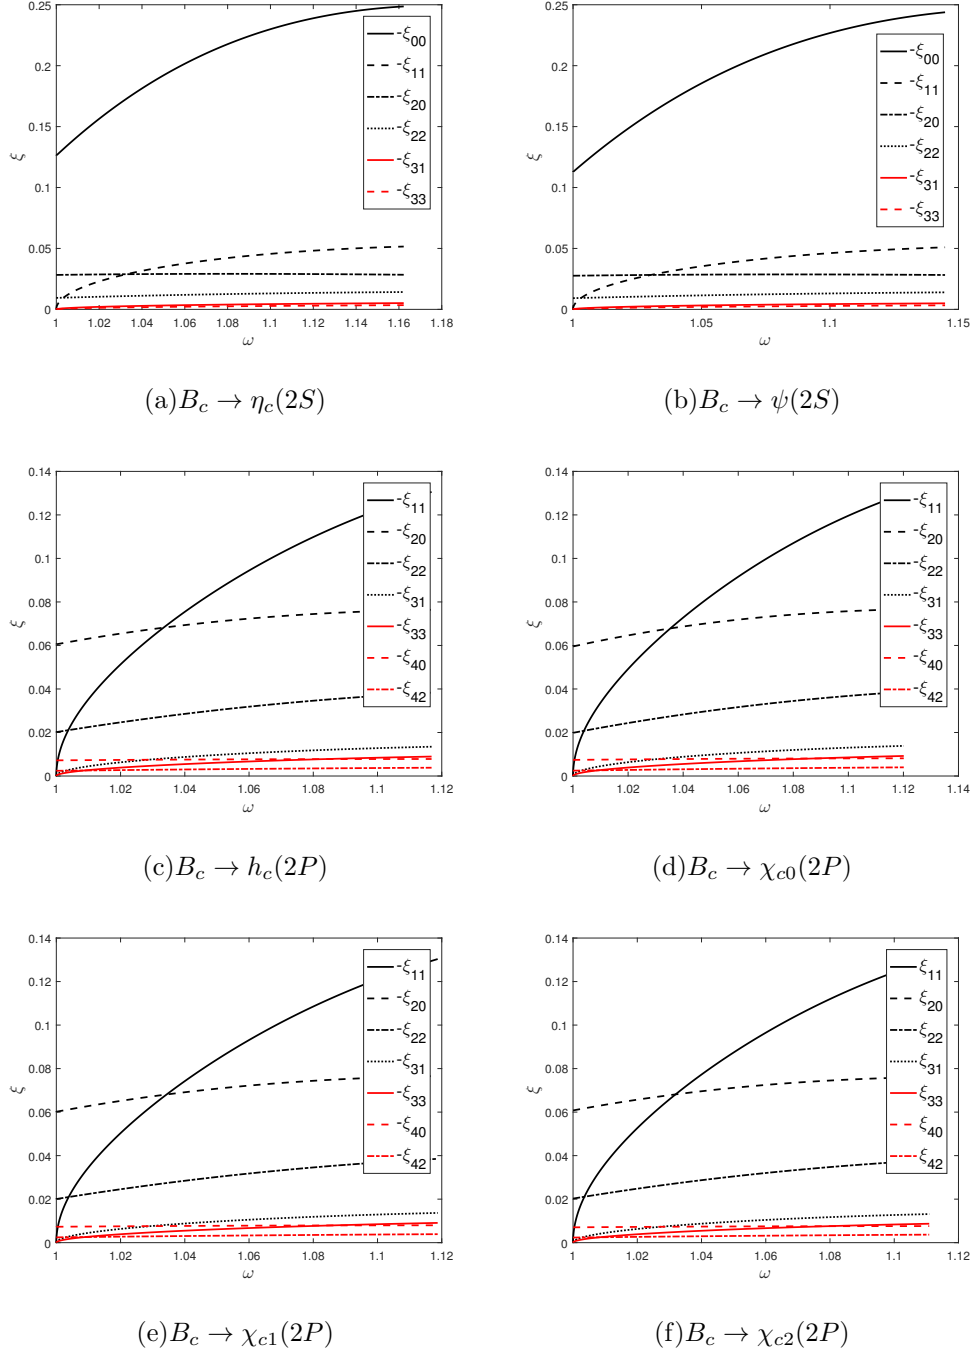 0.25
0.2
0.15
0.1
0.05
0
ξ
1 1.02 1.04 1.06 1.08 1.1 1.12 1.14 1.16 1.18
ω
-ξ00
-ξ11
-ξ20
-ξ22
-ξ31
-ξ33
(a)Bc → ηc(2S)
0.25
0.2
0.15
0.1
0.05
0
ξ
1 1.05 1.1 1.15
ω
-ξ00
-ξ11
-ξ20
-ξ22
-ξ31
-ξ33
(b)Bc → ψ(2S)
0.14
0.12
0.1
0.08
0.06
0.04
0.02
0
ξ
1 1.02 1.04 1.06 1.08 1.1 1.12
ω
-ξ11
-ξ20
-ξ22
-ξ31
-ξ33
-ξ40
-ξ42
(c)Bc → hc(2P)
0.14
0.12
0.1
0.08
0.06
0.04
0.02
0
ξ
1 1.02 1.04 1.06 1.08 1.1 1.12 1.14
ω
-ξ11
-ξ20
-ξ22
-ξ31
-ξ33
-ξ40
-ξ42
(d)Bc → χc0(2P)
0.14
0.12
0.1
0.08
0.06
0.04
0.02
0
ξ
1 1.02 1.04 1.06 1.08 1.1 1.12
ω
-ξ11
-ξ20
-ξ22
-ξ31
-ξ33
-ξ40
-ξ42
(e)Bc → χc1(2P)
0.14
0.12
0.1
0.08
0.06
0.04
0.02
0
ξ
1 1.02 1.04 1.06 1.08 1.1 1.12
ω
-ξ11
-ξ20
-ξ22
-ξ31
-ξ33
-ξ40
-ξ42
(f)Bc → χc2(2P)